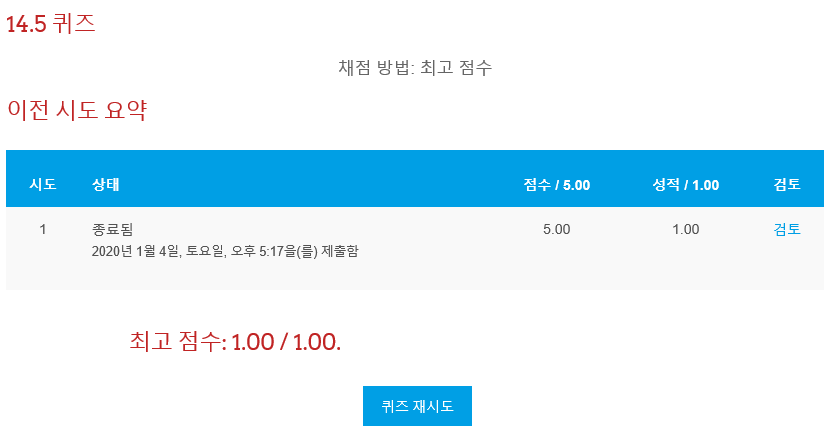 14.5 퀴즈
채점 방법: 최고 점수
이전 시도 요약
시도 상태 점수 / 5.00 성적 / 1.00 검토
1 종료됨 5.00 1.00 검토
2020년 1월 4일, 토요일, 오후 5:17을(를) 제출함
최고 점수: 1.00 / 1.00.
퀴즈 재시도